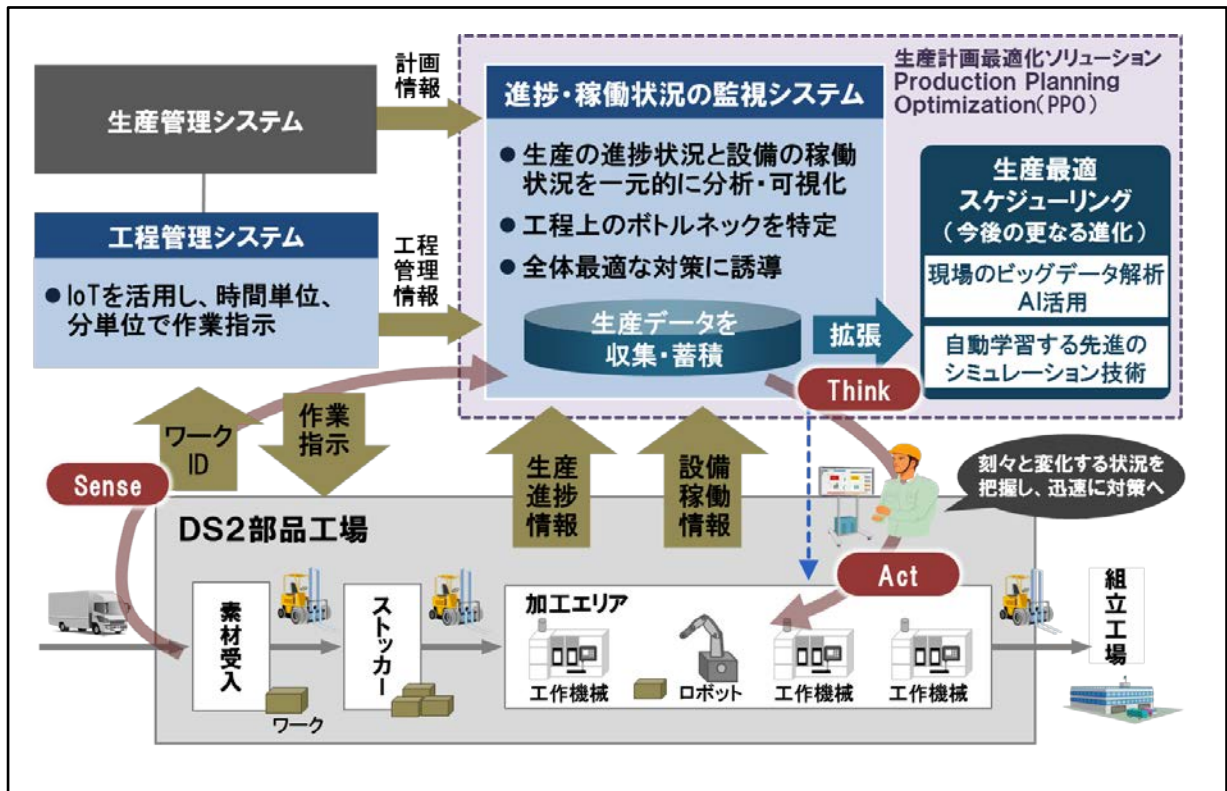 生産管理システム
計画
情報
工程管理システム
● IoTを活用し、時間単位、
分単位で作業指示
工程
管理
情報
生産計画最適化ソリューション
Production Planning
Optimization(PPO)
進捗・稼働状況の監視システム
● 生産の進捗状況と設備の稼働
状況を一元的に分析・可視化
● 工程上のボトルネックを特定
● 全体最適な対策に誘導
生産データを
収集・蓄積
拡張
生産最適
スケジューリング
（今後の更なる進化）
現場のビッグデータ解析
AI活用
自動学習する先進の
シミュレーション技術
Think
ワーク
ID
作業
指示
Sense
生産
進捗
情報
設備
稼働
情報
刻々と変化する状況を
把握し、迅速に対策へ
DS2部品工場
Act
素材受入
ワーク
ストッカー
加工エリア
工作機械
ロボット
工作機械
工作機械
組立工場